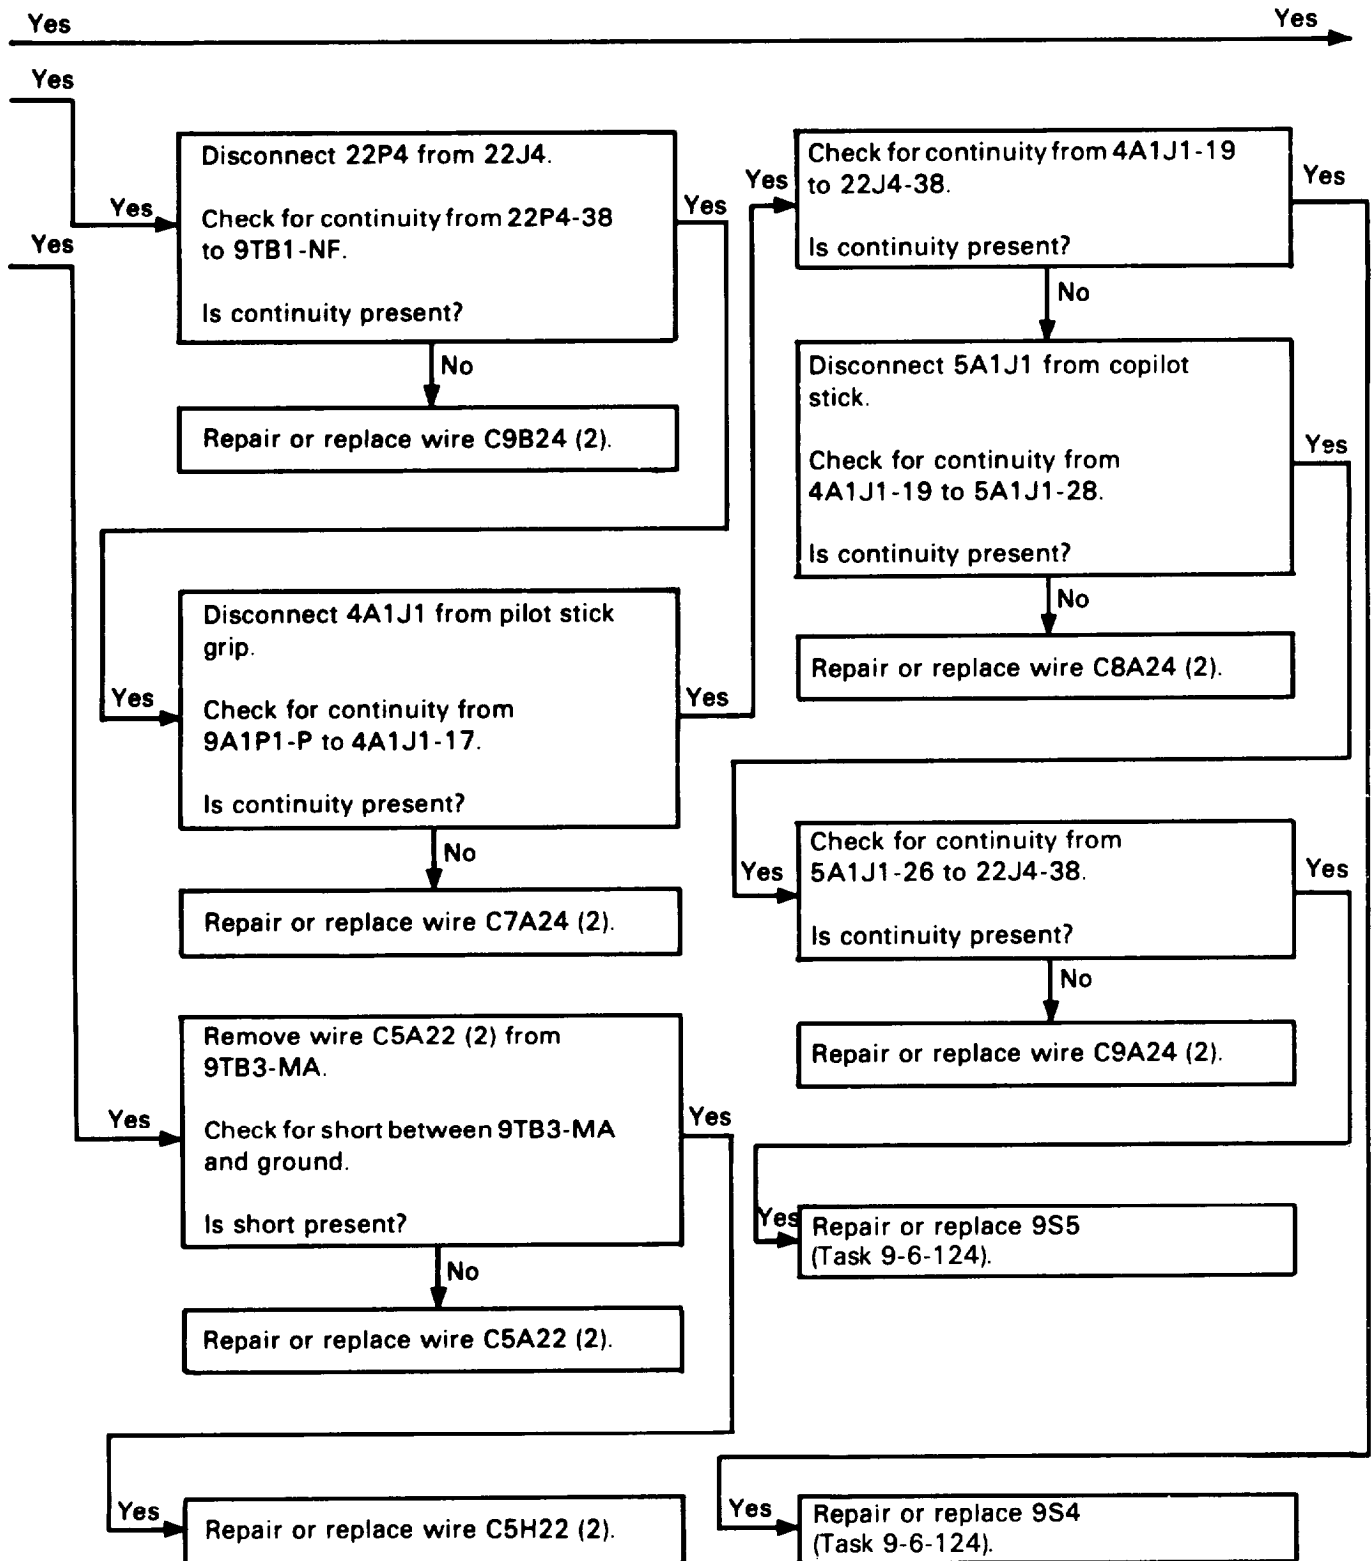 Yes
Yes
Yes
Yes
Disconnect 22P4 from 22J4.
Check for continuity from 22P4-38
to 9TB1-NF.
Is continuity present?
Yes
Yes
No
Repair or replace wire C9B24 (2).
Yes
Disconnect 4A1J1 from pilot stick
grip.
Check for continuity from
9A1P1-P to 4A1J1-17.
Is continuity present?
Yes
No
Repair or replace wire C7A24 (2).
Yes
Remove wire C5A22 (2) from
9TB3-MA.
Check for short between 9TB3-MA
and ground.
Is short present?
Yes
No
Repair or replace wire C5A22 (2).
Yes
Repair or replace wire C5H22 (2).
Yes
Check for continuity from 4A1J1-19
to 22J4-38.
Is continuity present?
Yes
No
Disconnect 5A1J1 from copilot
stick.
Check for continuity from
4A1J1-19 to 5A1J1-28.
Is continuity present?
Yes
No
Repair or replace wire C8A24 (2).
Yes
Check for continuity from
5A1J1-26 to 22J4-38.
Is continuity present?
Yes
No
Repair or replace wire C9A24 (2).
Yes
Repair or replace 9S5
(Task 9-6-124).
Yes
Repair or replace 9S4
(Task 9-6-124).